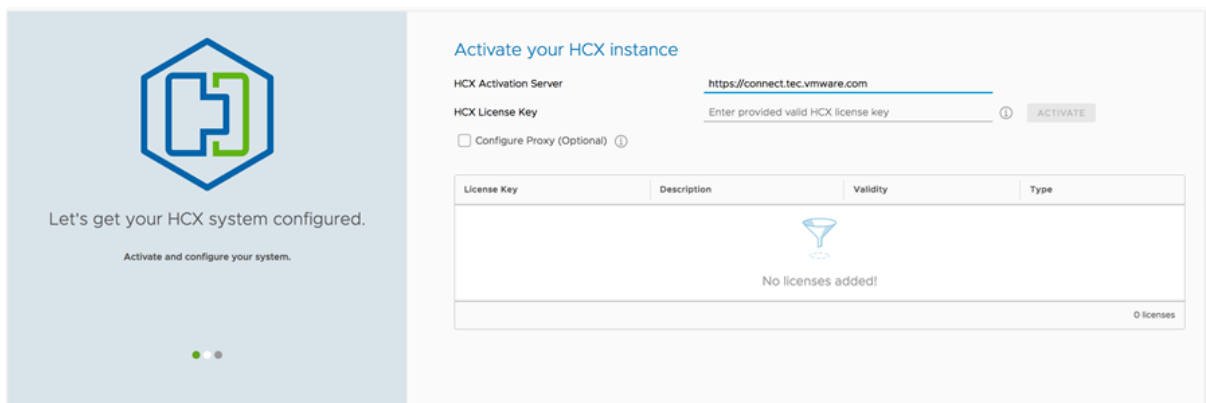 Let's get your HCX system configured.
Activate and configure your system.
Activate your HCX instance
HCX Activation Server https://connect.tec.vmware.com
HCX License Key Enter provided valid HCX license key ACTIVATE
Configure Proxy (Optional)
License Key Description Validity Type
No licenses added!
0 licenses